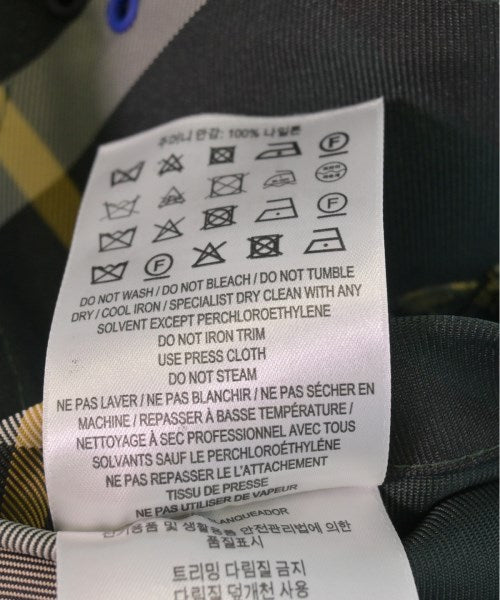 주머니 안감: 100% 나일론
F
F
F
DO NOT WASH / DO NOT BLEACH / DO NOT TUMBLE
DRY / COOL IRON / SPECIALIST DRY CLEAN WITH ANY
SOLVENT EXCEPT PERCHLOROETHYLENE
DO NOT IRON TRIM
USE PRESS CLOTH
DO NOT STEAM
NE PAS LAVER / NE PAS BLANCHIR / NE PAS SÉCHER EN
MACHINE / REPASSER À BASSE TEMPÉRATURE /
NETTOYAGE À SEC PROFESSIONNEL AVEC TOUS
SOLVANTS SAUF LE PERCHLOROÉTHYLÈNE
NE PAS REPASSER LE L'ATTACHEMENT
TISSU DE PRESSE
NE PAS UTILISER DE VAPEUR
BLANQUEADOR
전기용품 및 생활용품 안전관리법에 의한
품질표시
트리밍 다림질 금지
다림질 덮개천 사용